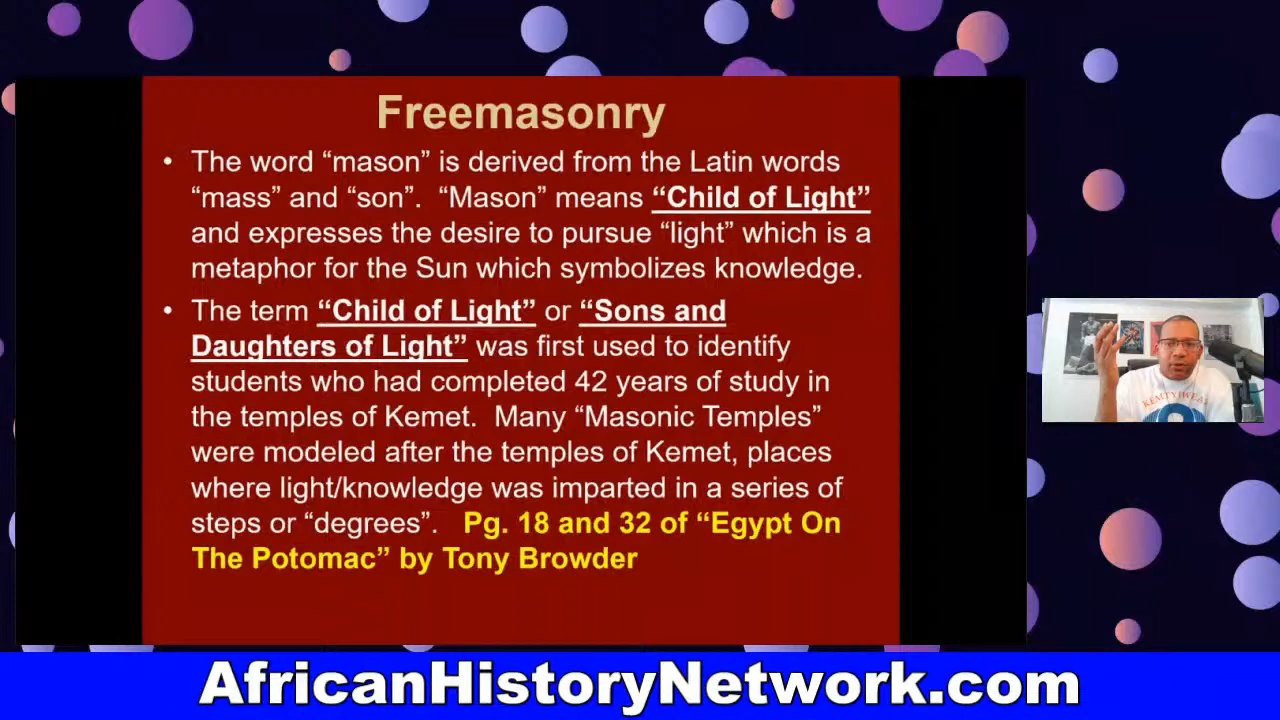 Freemasonry
• The word “mason” is derived from the Latin words
“mass” and “son”.  “Mason” means “Child of Light”
and expresses the desire to pursue “light” which is a
metaphor for the Sun which symbolizes knowledge.
• The term “Child of Light” or “Sons and
Daughters of Light” was first used to identify
students who had completed 42 years of study in
the temples of Kemet.  Many “Masonic Temples”
were modeled after the temples of Kemet, places
where light/knowledge was imparted in a series of
steps or “degrees”.   Pg. 18 and 32 of “Egypt On
The Potomac” by Tony Browder
AfricanHistoryNetwork.com